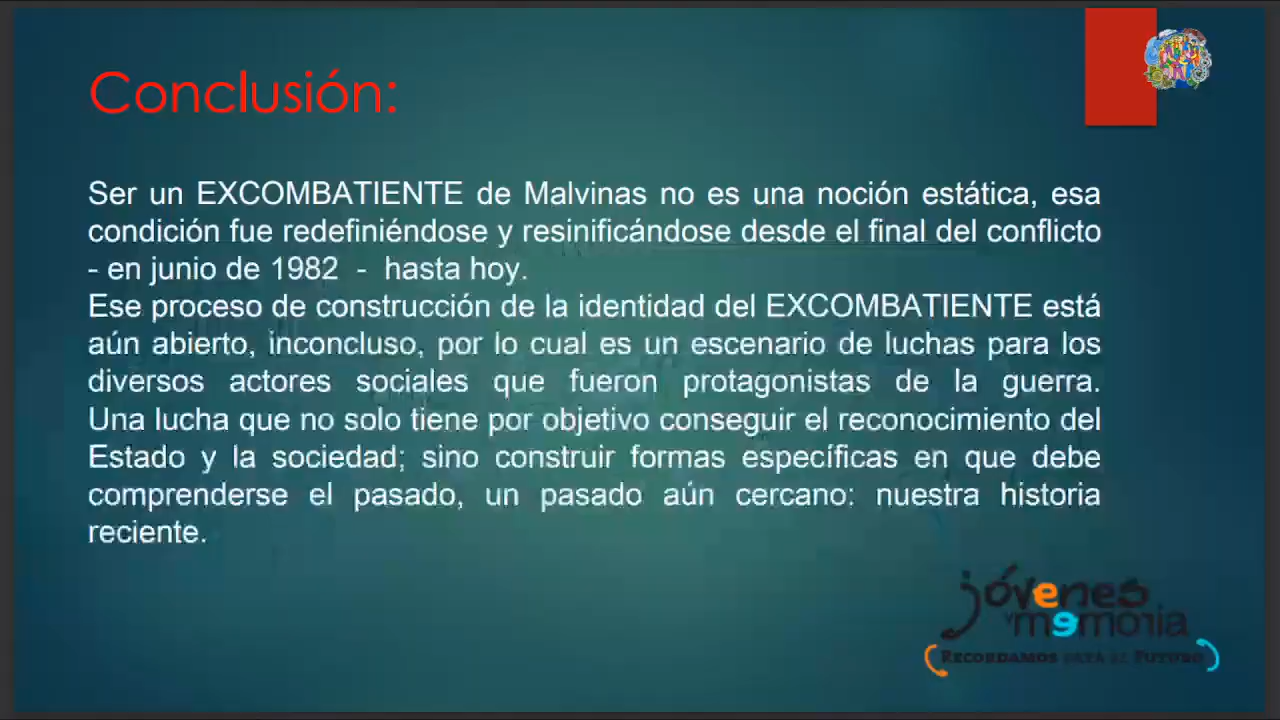 Conclusión:
Ser un EXCOMBATIENTE de Malvinas no es una noción estática, esa
condición fue redefiniéndose y resinificándose desde el final del conflicto
- en junio de 1982 - hasta hoy.
Ese proceso de construcción de la identidad del EXCOMBATIENTE está
aún abierto, inconcluso, por lo cual es un escenario de luchas para los
diversos actores sociales que fueron protagonistas de la guerra.
Una lucha que no solo tiene por objetivo conseguir el reconocimiento del
Estado y la sociedad; sino construir formas específicas en que debe
comprenderse el pasado, un pasado aún cercano: nuestra historia
reciente.
jóvenes
y memoria
RECORDAMOS PARA EL FUTURO